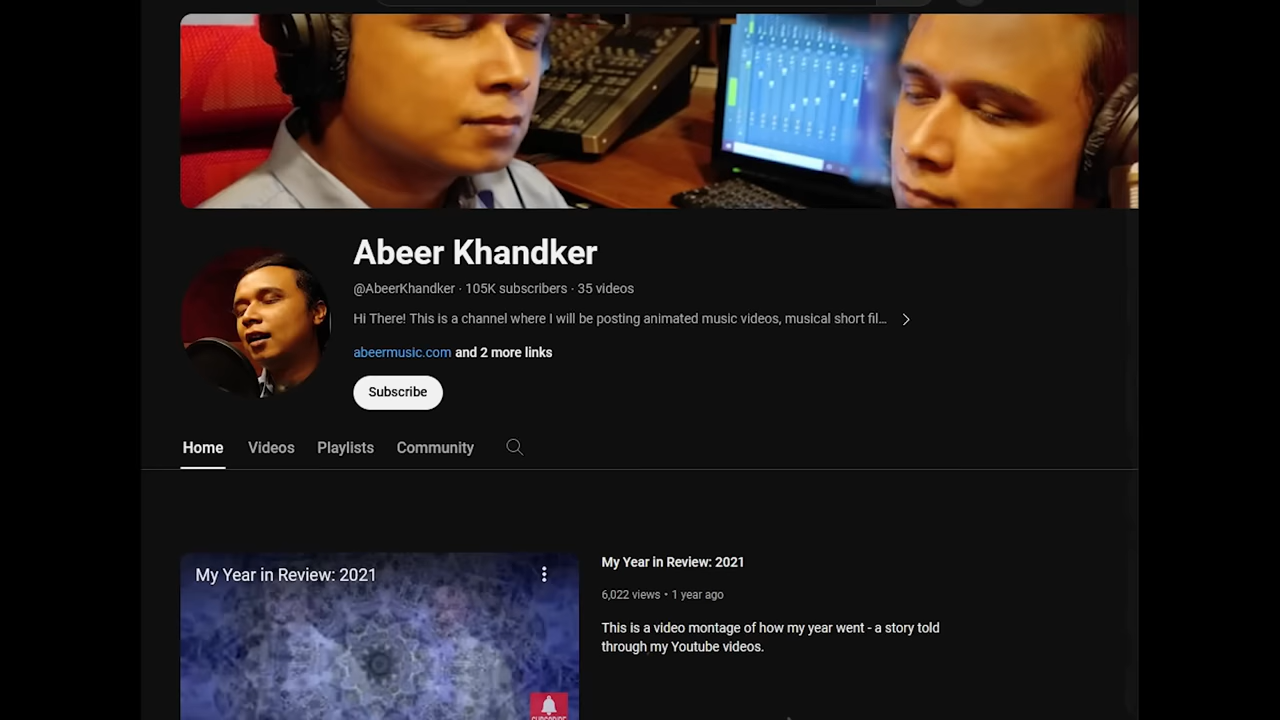 Abeer Khandker
@AbeerKhandker · 105K subscribers · 35 videos
Hi There! This is a channel where I will be posting animated music videos, musical short fil...
abeermusic.com and 2 more links
Subscribe
Home Videos Playlists Community
My Year in Review: 2021
My Year in Review: 2021
6,022 views • 1 year ago
This is a video montage of how my year went - a story told
through my Youtube videos.
SUBSCRIBE